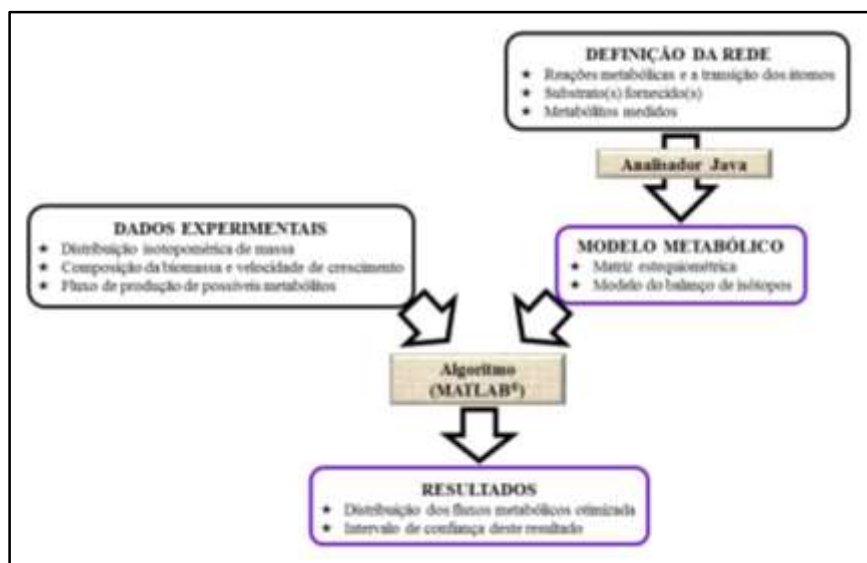 DEFINIÇÃO DA REDE
★ Reações metabólicas e a transição dos átomos
★ Substrato(s) fornecido(s)
★ Metabólitos medidos
Analisador Java
DADOS EXPERIMENTAIS
★ Distribuição isotopomérica de massa
★ Composição da biomassa e velocidade de crescimento
★ Fluxo de produção de possíveis metabólitos
MODELO METABÓLICO
★ Matriz estequiométrica
★ Modelo do balanço de isótopos
Algoritmo
(MATLAB®)
RESULTADOS
★ Distribuição dos fluxos metabólicos otimizada
★ Intervalo de confiança deste resultado